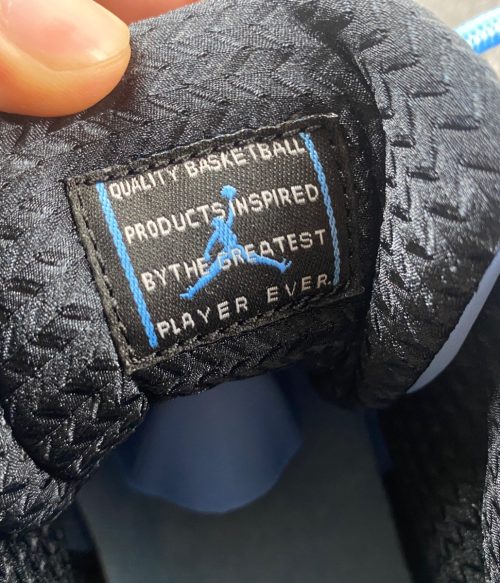 QUALITY BASKETBALL
PRODUCTS INSPIRED
BY THE GREATEST
PLAYER EVER.